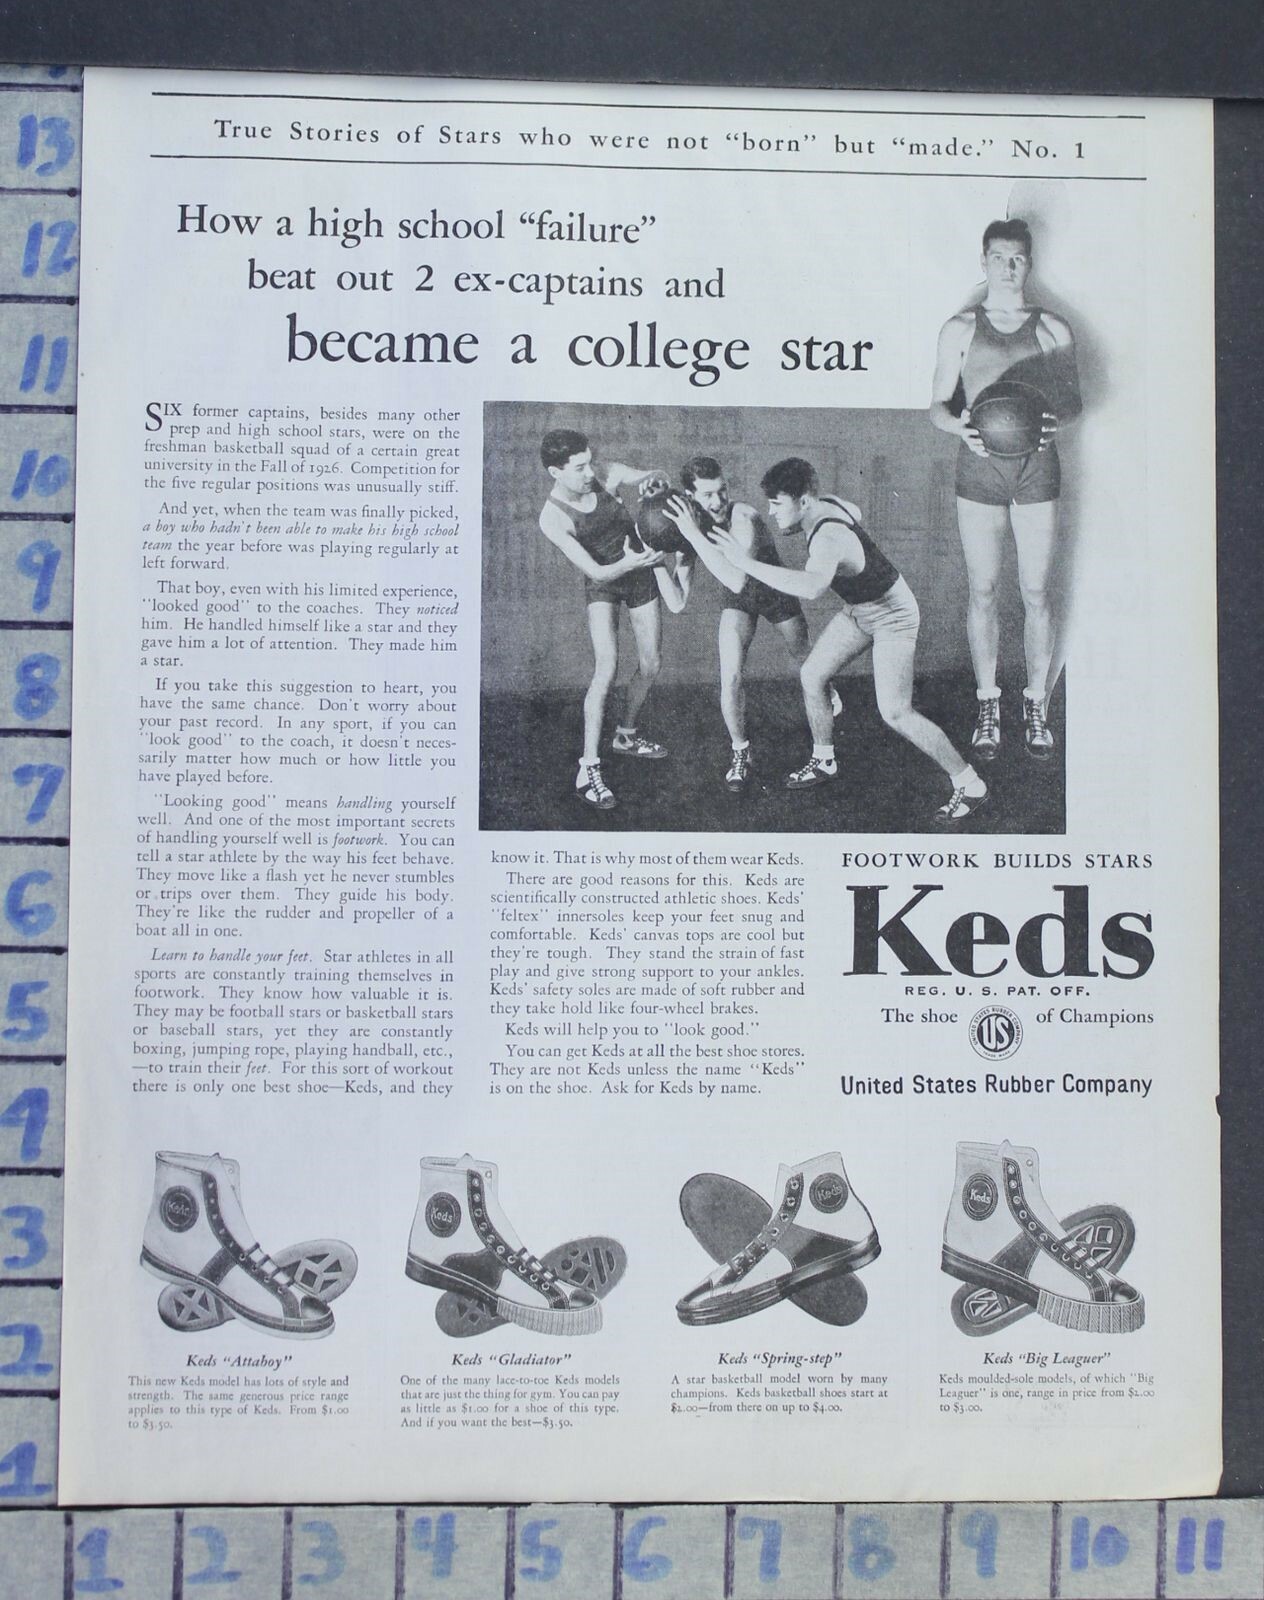 True Stories of Stars who were not "born" but "made." No. 1
How a high school "failure"
beat out 2 ex-captains and
became a college star
SIX former captains, besides many other
prep and high school stars, were on the
freshman basketball squad of a certain great
university in the Fall of 1926. Competition for
the five regular positions was unusually stiff.
And yet, when the team was finally picked,
a boy who hadn't been able to make his high school
team the year before was playing regularly at
left forward.
That boy, even with his limited experience,
"looked good" to the coaches. They noticed
him. He handled himself like a star and they
gave him a lot of attention. They made him
a star.
If you take this suggestion to heart, you
have the same chance. Don't worry about
your past record. In any sport, if you can
"look good" to the coach, it doesn't neces-
sarily matter how much or how little you
have played before.
"Looking good" means handling yourself
well. And one of the most important secrets
of handling yourself well is footwork. You can
tell a star athlete by the way his feet behave.
They move like a flash yet he never stumbles
or trips over them. They guide his body.
They're like the rudder and propeller of a
boat all in one.
Learn to handle your feet. Star athletes in all
sports are constantly training themselves in
footwork. They know how valuable it is.
They may be football stars or basketball stars
or baseball stars, yet they are constantly
boxing, jumping rope, playing handball, etc.,
—to train their feet. For this sort of workout
there is only one best shoe—Keds, and they
know it. That is why most of them wear Keds.
There are good reasons for this. Keds are
scientifically constructed athletic shoes. Keds'
"feltex" innersoles keep your feet snug and
comfortable. Keds' canvas tops are cool but
they're tough. They stand the strain of fast
play and give strong support to your ankles.
Keds' safety soles are made of soft rubber and
they take hold like four-wheel brakes.
Keds will help you to "look good."
You can get Keds at all the best shoe stores.
They are not Keds unless the name "Keds"
is on the shoe. Ask for Keds by name.
FOOTWORK BUILDS STARS
Keds
REG. U. S. PAT. OFF.
The shoe of Champions
UNITED STATES RUBBER COMPANY
US
TRADE MARK
United States Rubber Company
Keds
Keds
Keds
Keds
Keds "Attaboy"
This new Keds model has lots of style and
strength. The same generous price range
applies to this type of Keds. From $1.00
to $3.50.
Keds "Gladiator"
One of the many lace-to-toe Keds models
that are just the thing for gym. You can pay
as little as $1.00 for a shoe of this type.
And if you want the best—$3.50.
Keds "Spring-step"
A star basketball model worn by many
champions. Keds basketball shoes start at
$2.00—from there on up to $4.00.
Keds "Big Leaguer"
Keds moulded-sole models, of which "Big
Leaguer" is one, range in price from $2.00
to $3.00.
13
12
11
10
9
8
7
6
5
4
3
2
1
1 2 3 4 5 6 7 8 9 10 11